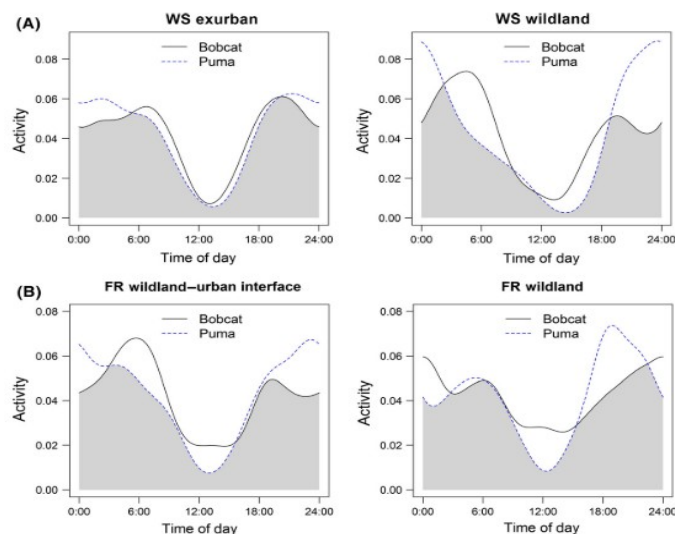 (A)
WS exurban
WS wildland
Bobcat
Puma
Bobcat
Puma
Activity
Activity
0.08
0.06
0.04
0.02
0.00
0.08
0.06
0.04
0.02
0.00
0:00 6:00 12:00 18:00 24:00
0:00 6:00 12:00 18:00 24:00
Time of day
Time of day
(B)
FR wildland–urban interface
FR wildland
Bobcat
Puma
Bobcat
Puma
Activity
Activity
0.08
0.06
0.04
0.02
0.00
0.08
0.06
0.04
0.02
0.00
0:00 6:00 12:00 18:00 24:00
0:00 6:00 12:00 18:00 24:00
Time of day
Time of day